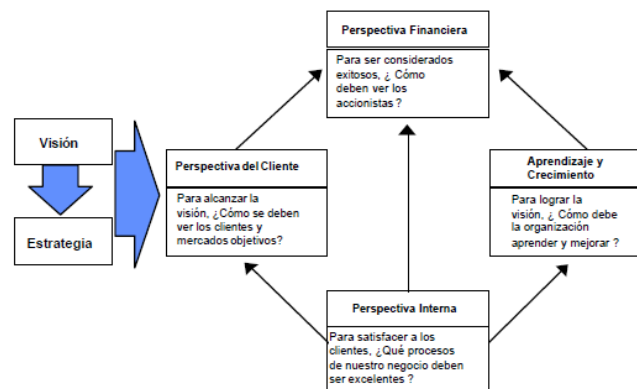 Perspectiva Financiera
Para ser considerados
exitosos, ¿ Cómo
deben ver los
accionistas ?
Visión
Estrategia
Perspectiva del Cliente
Para alcanzar la
visión, ¿Cómo se deben
ver los clientes y
mercados objetivos?
Aprendizaje y
Crecimiento
Para lograr la
visión, ¿ Cómo debe
la organización
aprender y mejorar ?
Perspectiva Interna
Para satisfacer a los
clientes, ¿Qué procesos
de nuestro negocio deben
ser excelentes ?